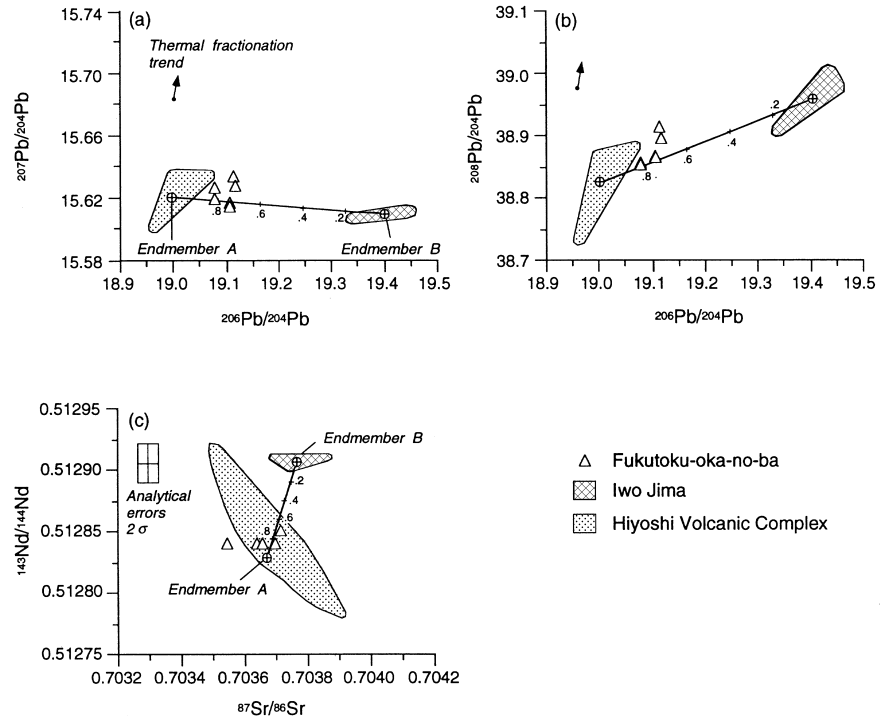 (a)
Thermal fractionation
trend
15.74
15.70
15.66
15.62
15.58
²⁰⁷Pb/²⁰⁴Pb
.8
.6
.4
.2
Endmember A
Endmember B
18.9
19.0
19.1
19.2
19.3
19.4
19.5
²⁰⁶Pb/²⁰⁴Pb
(b)
39.1
39.0
38.9
38.8
38.7
²⁰⁸Pb/²⁰⁴Pb
.2
.4
.6
.8
18.9
19.0
19.1
19.2
19.3
19.4
19.5
²⁰⁶Pb/²⁰⁴Pb
(c)
0.51295
0.51290
0.51285
0.51280
0.51275
¹⁴³Nd/¹⁴⁴Nd
Endmember B
Analytical
errors
2 σ
.2
.4
.6
.8
Endmember A
0.7032
0.7034
0.7036
0.7038
0.7040
0.7042
⁸⁷Sr/⁸⁶Sr
Fukutoku-oka-no-ba
Iwo Jima
Hiyoshi Volcanic Complex